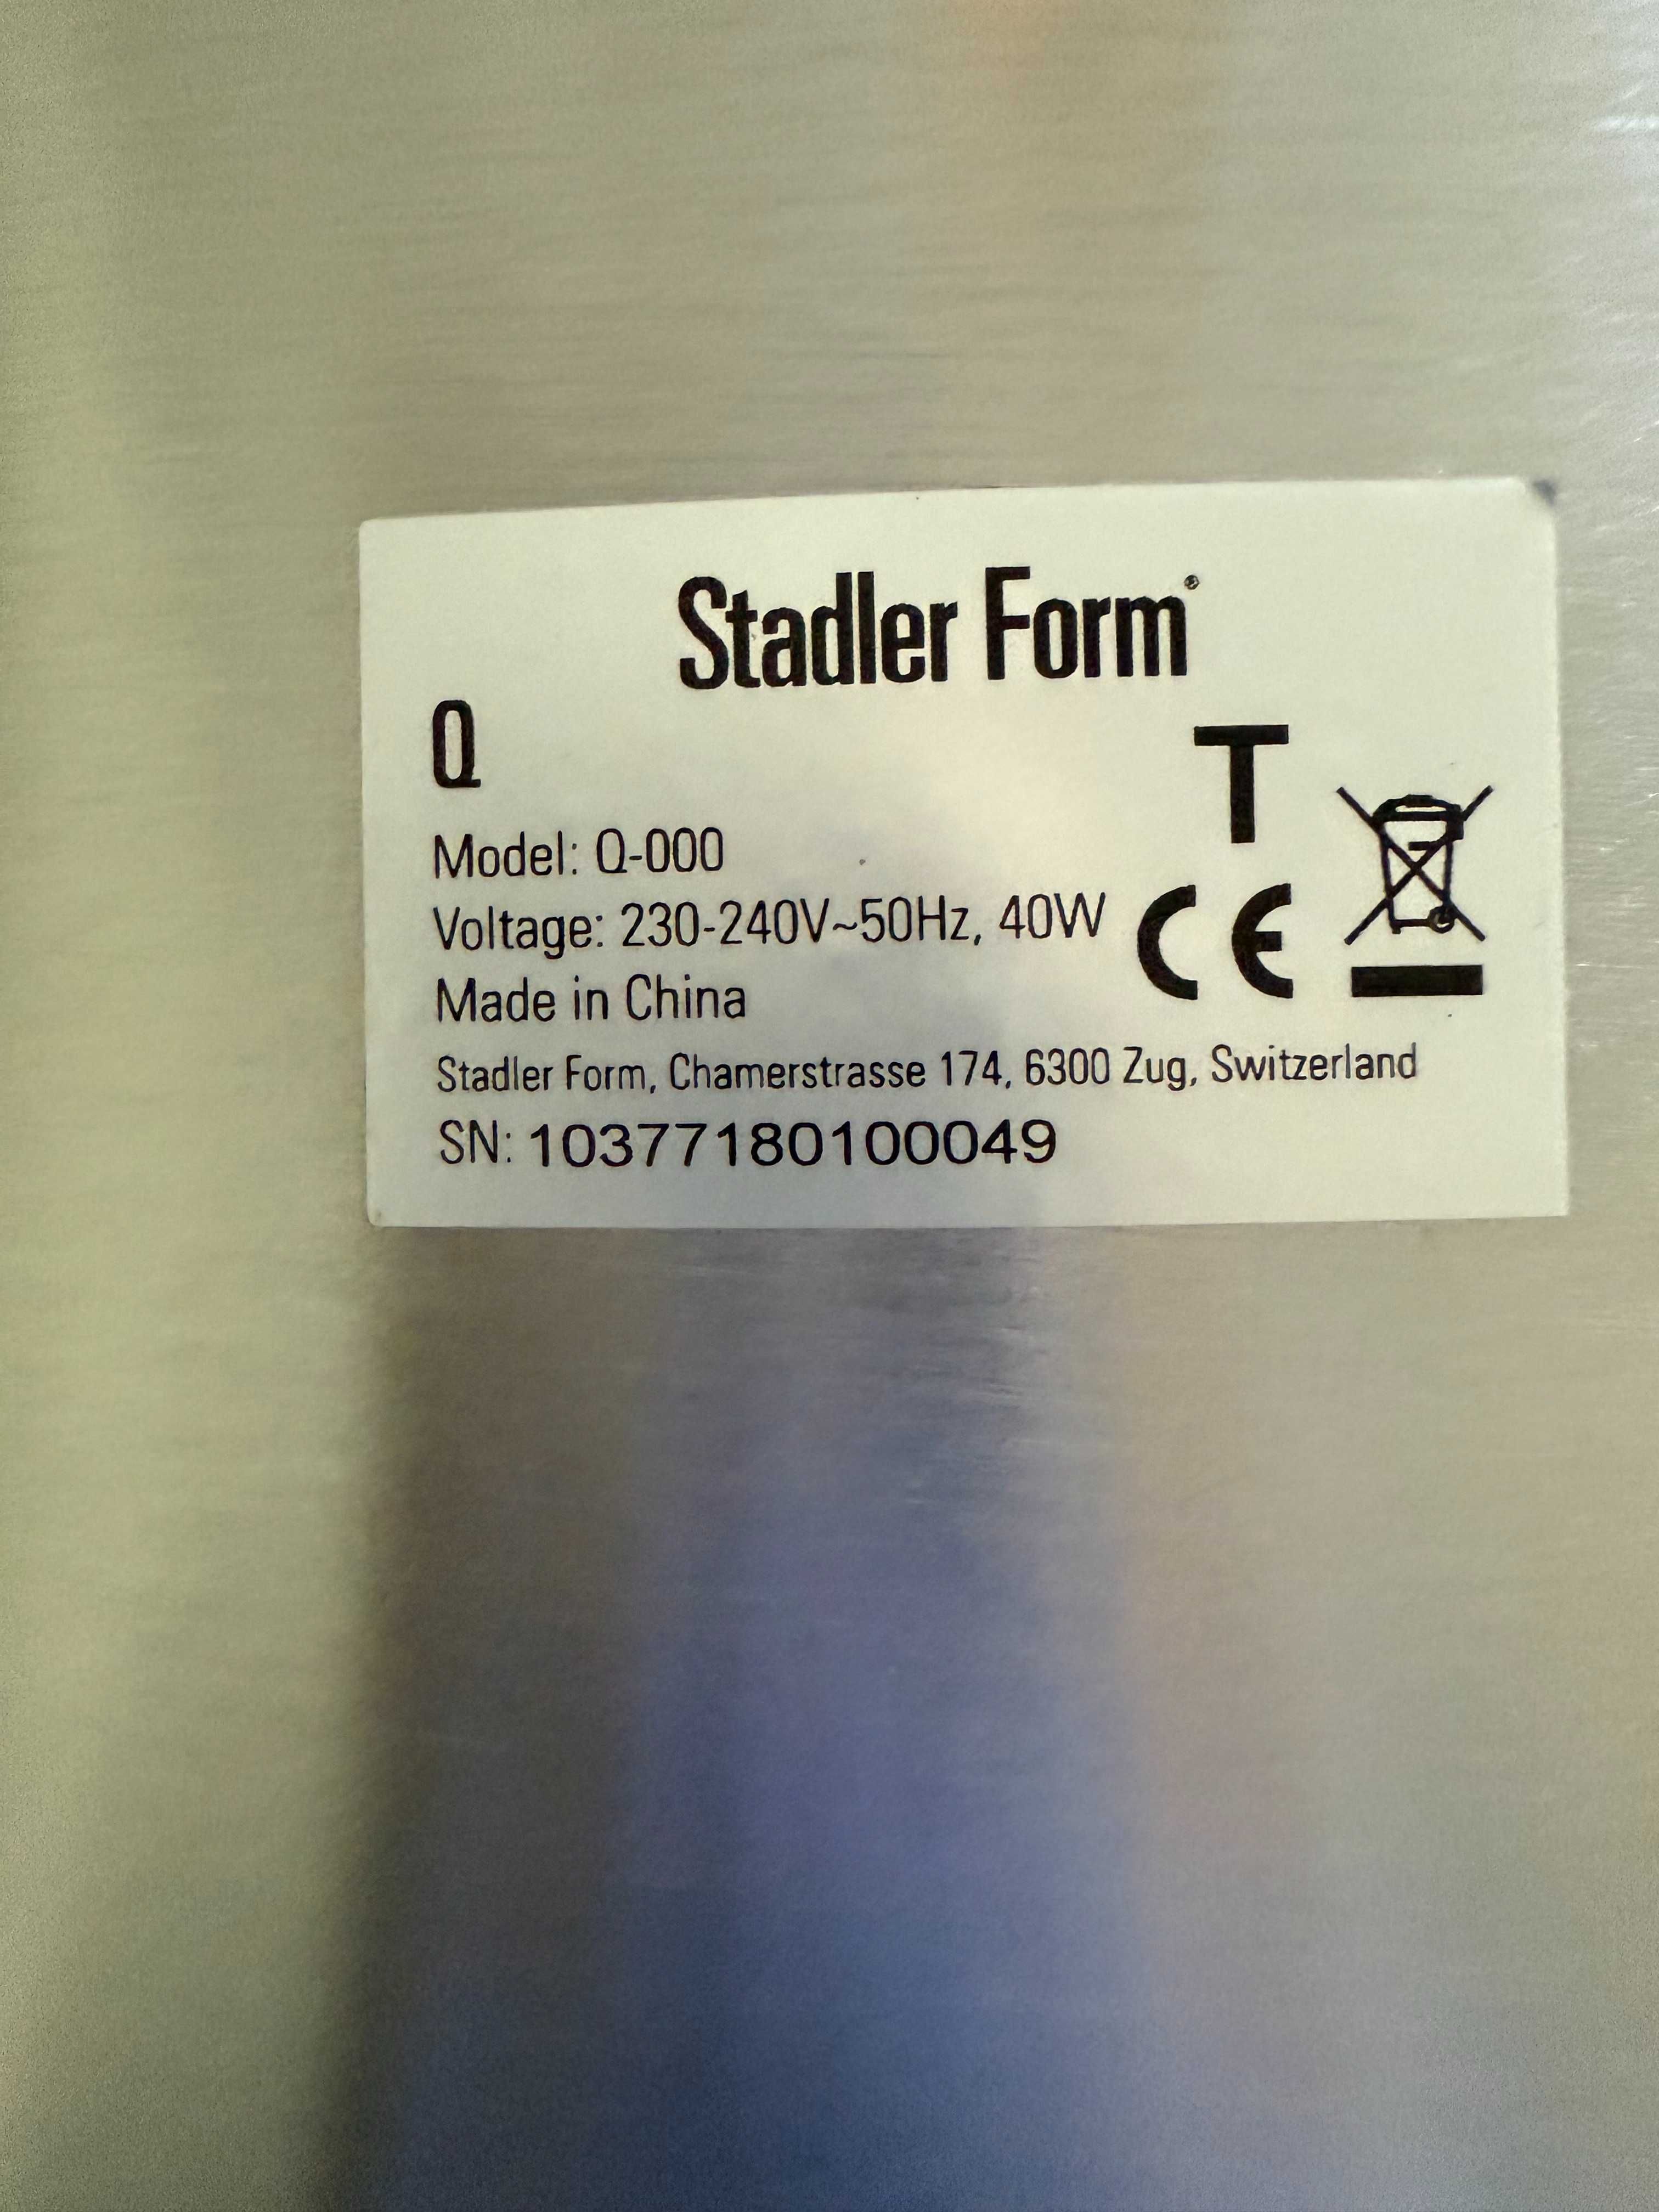 Stadler Form®
Q
T
Model: Q-000
Voltage: 230-240V~50Hz, 40W
CE
Made in China
Stadler Form, Chamerstrasse 174, 6300 Zug, Switzerland
SN: 10377180100049